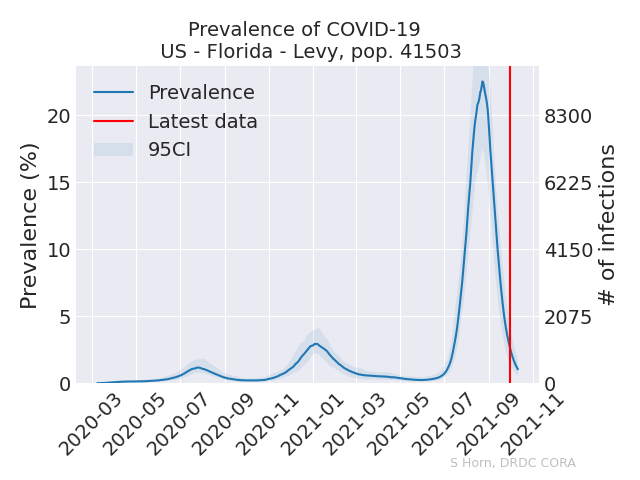 Prevalence of COVID-19
US - Florida - Levy, pop. 41503
Prevalence
Latest data
95CI
Prevalence (%)
20
15
10
5
0
8300
6225
4150
2075
0
# of infections
2020-03
2020-05
2020-07
2020-09
2020-11
2021-01
2021-03
2021-05
2021-07
2021-09
2021-11
S Horn, DRDC CORA